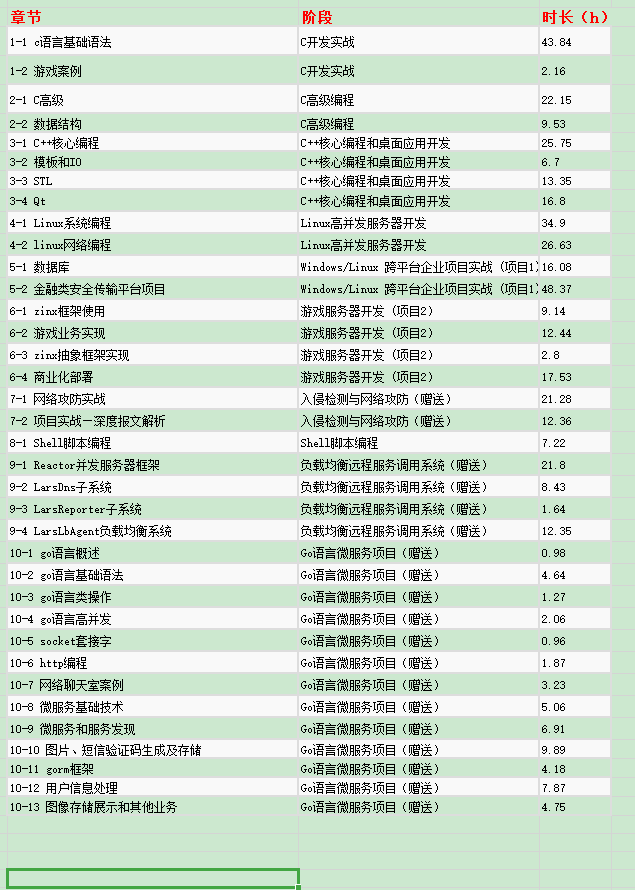 章节 阶段 时长（h）
1-1 c语言基础语法 C开发实战 43.84
1-2 游戏案例 C开发实战 2.16
2-1 C高级 C高级编程 22.15
2-2 数据结构 C高级编程 9.53
3-1 C++核心编程 C++核心编程和桌面应用开发 25.75
3-2 模板和IO C++核心编程和桌面应用开发 6.7
3-3 STL C++核心编程和桌面应用开发 13.35
3-4 Qt C++核心编程和桌面应用开发 16.8
4-1 Linux系统编程 Linux高并发服务器开发 34.9
4-2 linux网络编程 Linux高并发服务器开发 26.63
5-1 数据库 Windows/Linux 跨平台企业项目实战（项目1） 16.08
5-2 金融类安全传输平台项目 Windows/Linux 跨平台企业项目实战（项目1） 48.37
6-1 zinx框架使用 游戏服务器开发（项目2） 9.14
6-2 游戏业务实现 游戏服务器开发（项目2） 12.44
6-3 zinx抽象框架实现 游戏服务器开发（项目2） 2.8
6-4 商业化部署 游戏服务器开发（项目2） 17.53
7-1 网络攻防实战 入侵检测与网络攻防（赠送） 21.28
7-2 项目实战—深度报文解析 入侵检测与网络攻防（赠送） 12.36
8-1 Shell脚本编程 Shell脚本编程 7.22
9-1 Reactor并发服务器框架 负载均衡远程服务调用系统（赠送） 21.8
9-2 LarsDns子系统 负载均衡远程服务调用系统（赠送） 8.43
9-3 LarsReporter子系统 负载均衡远程服务调用系统（赠送） 1.64
9-4 LarsLbAgent负载均衡系统 负载均衡远程服务调用系统（赠送） 12.35
10-1 go语言概述 Go语言微服务项目（赠送） 0.98
10-2 go语言基础语法 Go语言微服务项目（赠送） 4.64
10-3 go语言类操作 Go语言微服务项目（赠送） 1.27
10-4 go语言高并发 Go语言微服务项目（赠送） 2.06
10-5 socket套接字 Go语言微服务项目（赠送） 0.96
10-6 http编程 Go语言微服务项目（赠送） 1.87
10-7 网络聊天室案例 Go语言微服务项目（赠送） 3.23
10-8 微服务基础技术 Go语言微服务项目（赠送） 5.06
10-9 微服务和服务发现 Go语言微服务项目（赠送） 6.91
10-10 图片、短信验证码生成及存储 Go语言微服务项目（赠送） 9.89
10-11 gorm框架 Go语言微服务项目（赠送） 4.18
10-12 用户信息处理 Go语言微服务项目（赠送） 7.87
10-13 图像存储展示和其他业务 Go语言微服务项目（赠送） 4.75